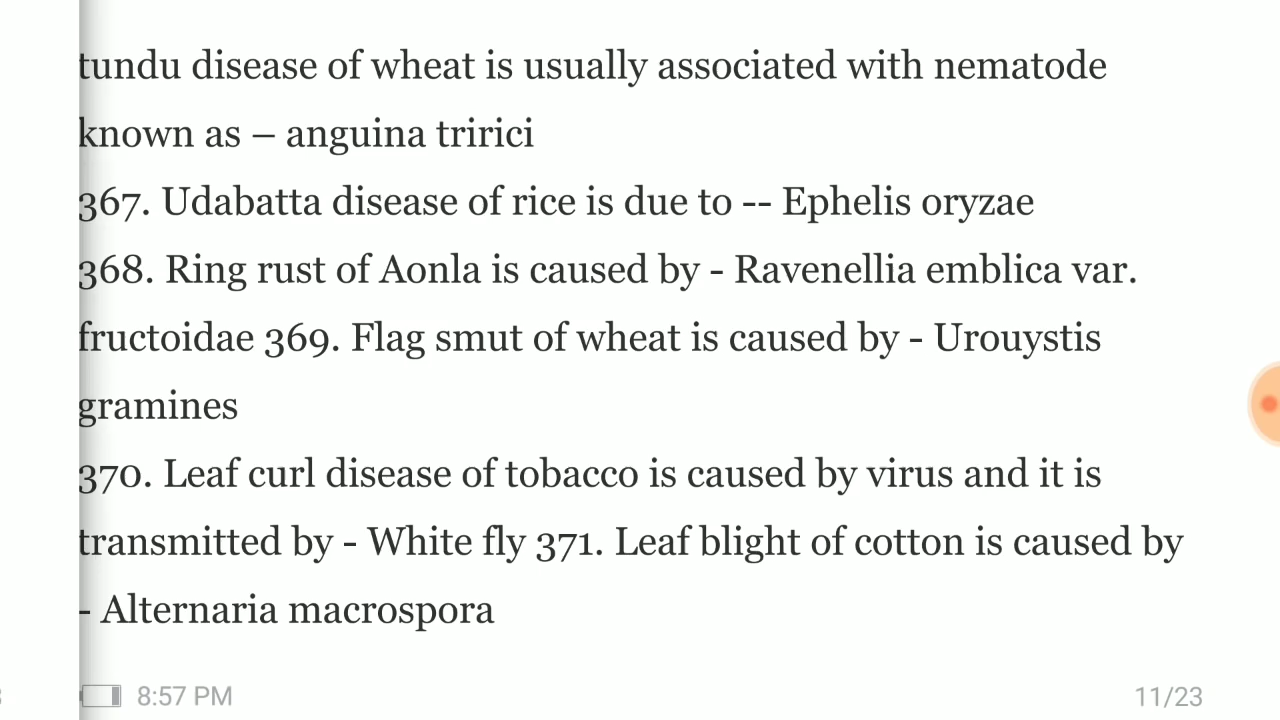 tundu disease of wheat is usually associated with nematode
known as – anguina tririci
367. Udabatta disease of rice is due to -- Ephelis oryzae
368. Ring rust of Aonla is caused by - Ravenellia emblica var.
fructoidae 369. Flag smut of wheat is caused by - Urouystis
gramines
370. Leaf curl disease of tobacco is caused by virus and it is
transmitted by - White fly 371. Leaf blight of cotton is caused by
- Alternaria macrospora
8:57 PM 11/23